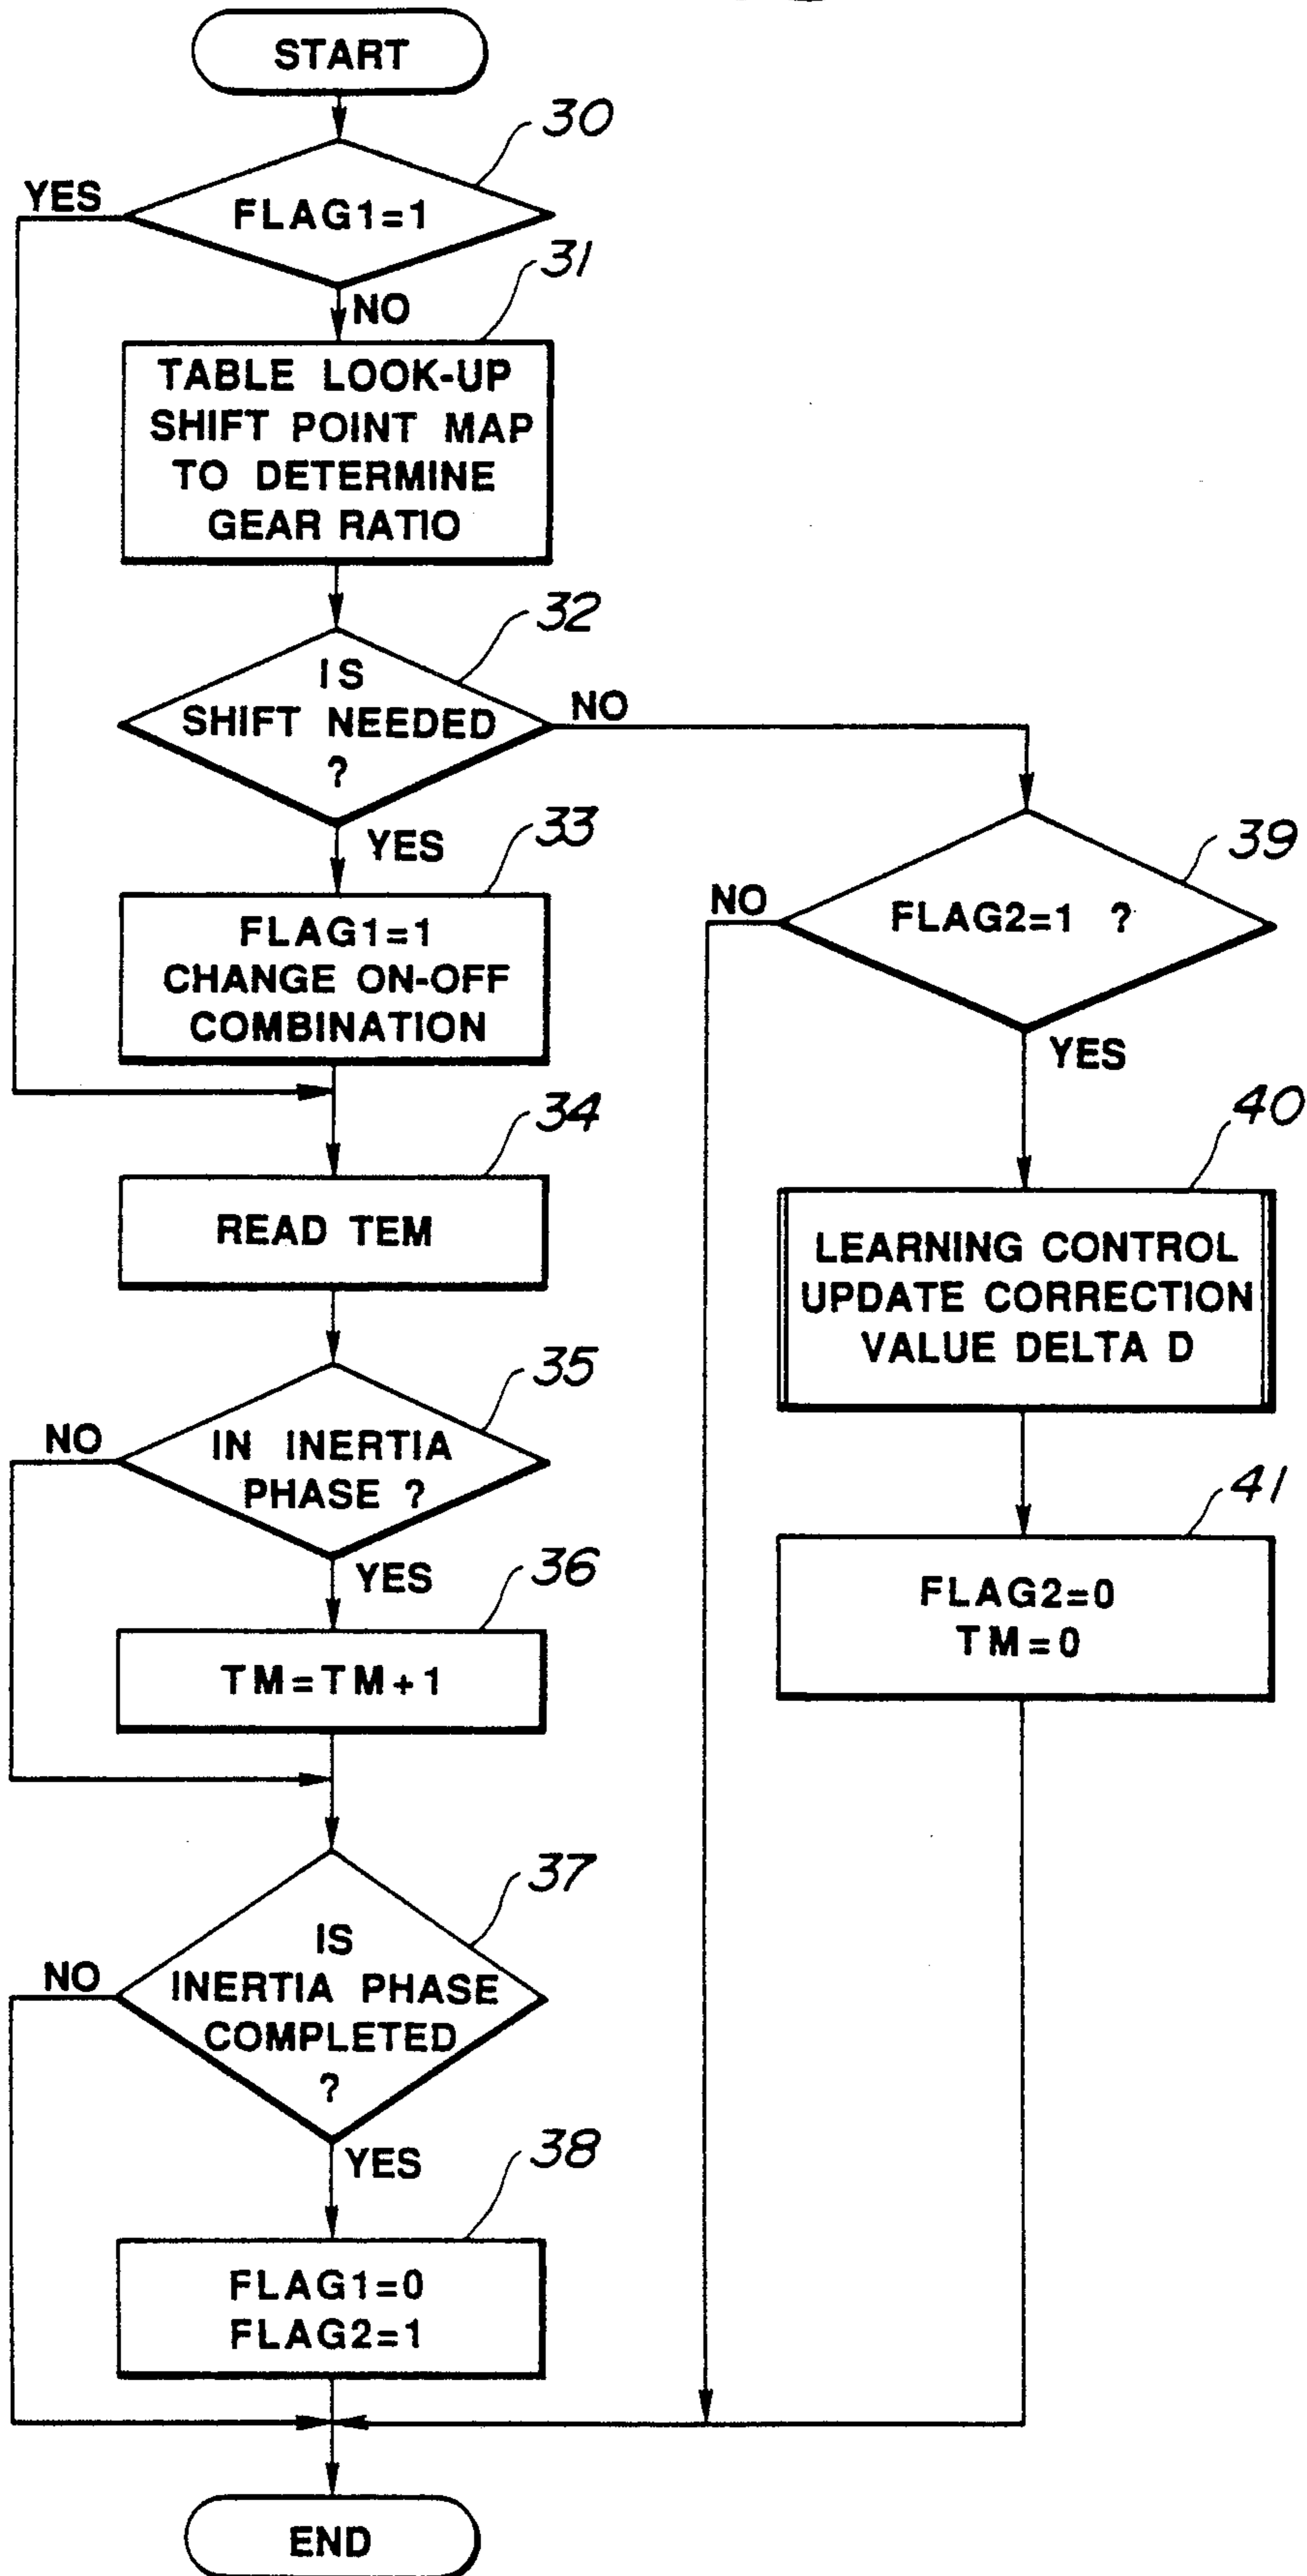 START
30
YES
FLAG1=1
31
NO
TABLE LOOK-UP
SHIFT POINT MAP
TO DETERMINE
GEAR RATIO
32
IS
SHIFT NEEDED
?
NO
YES
33
FLAG1=1
CHANGE ON-OFF
COMBINATION
34
READ TEM
35
NO
IN INERTIA
PHASE ?
YES
36
TM=TM+1
37
NO
IS
INERTIA PHASE
COMPLETED
?
YES
38
FLAG1=0
FLAG2=1
39
NO
FLAG2=1 ?
YES
40
LEARNING CONTROL
UPDATE CORRECTION
VALUE DELTA D
41
FLAG2=0
TM=0
END